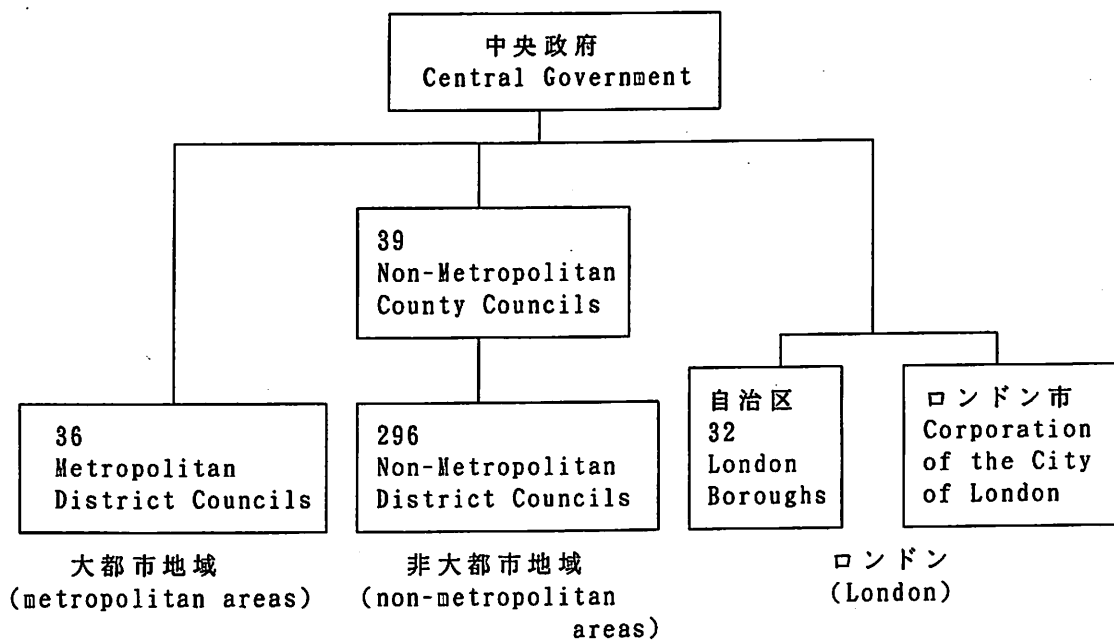 中央政府
Central Government
39
Non-Metropolitan
County Councils
36
Metropolitan
District Councils
296
Non-Metropolitan
District Councils
自治区
32
London
Boroughs
ロンドン市
Corporation
of the City
of London
大都市地域
(metropolitan areas)
非大都市地域
(non-metropolitan
areas)
ロンドン
(London)